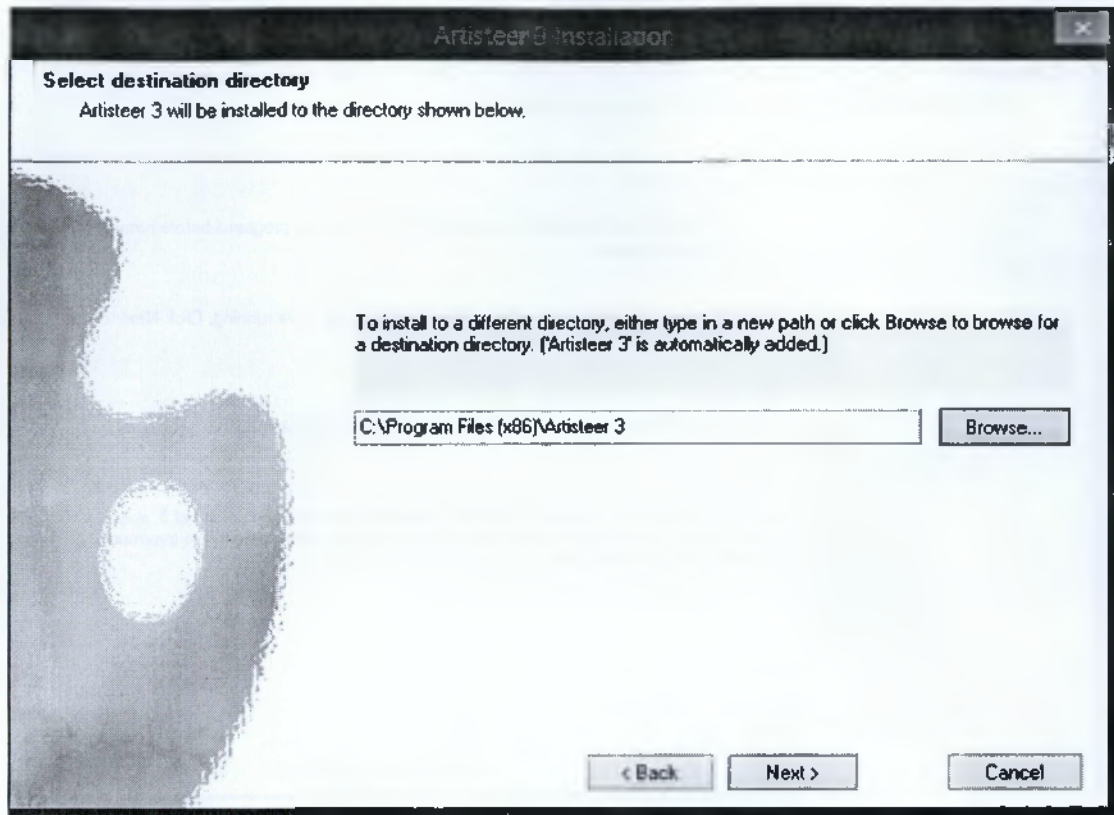 Artisteer 3 Installation
Select destination directory
Artisteer 3 will be installed to the directory shown below.
To install to a different directory, either type in a new path or click Browse to browse for
a destination directory. ('Artisteer 3' is automatically added.)
C:\Program Files (x86)\Artisteer 3
Browse...
< Back
Next >
Cancel